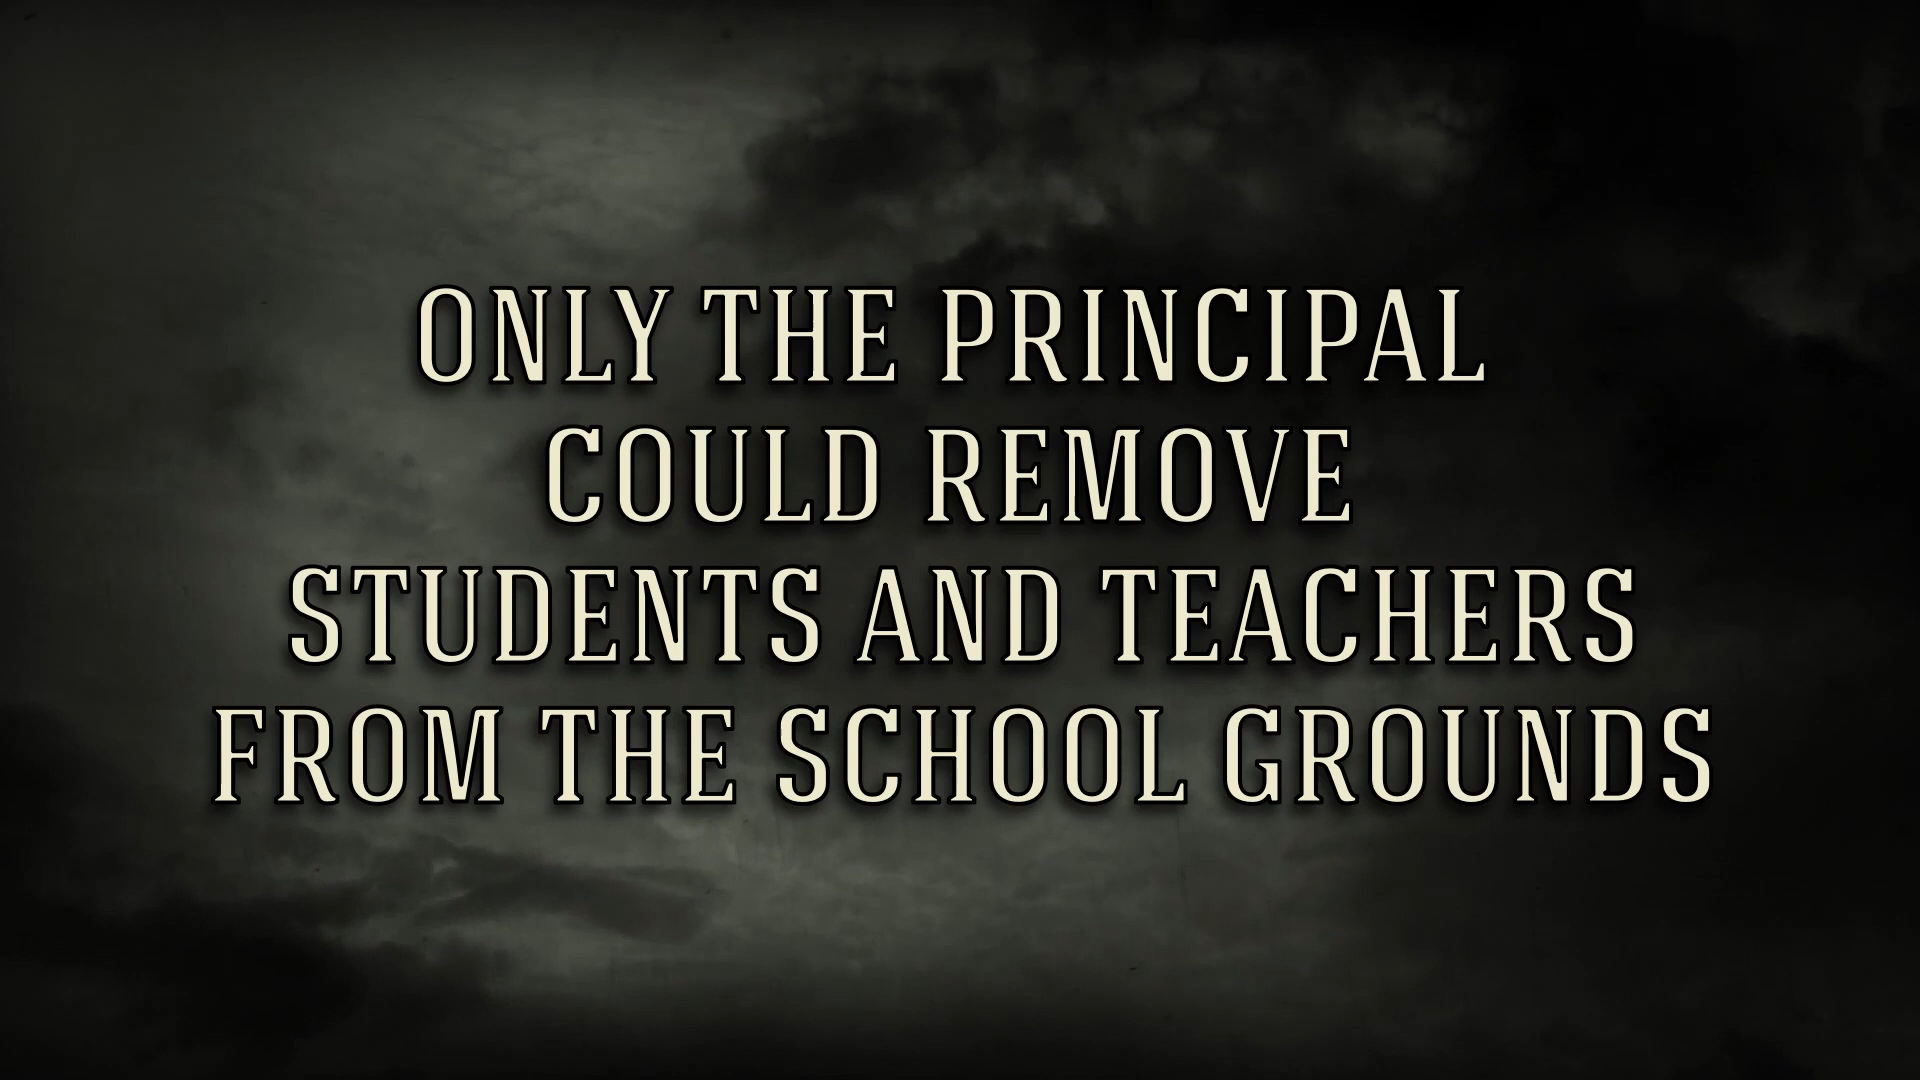 ONLY THE PRINCIPAL
COULD REMOVE
STUDENTS AND TEACHERS
FROM THE SCHOOL GROUNDS